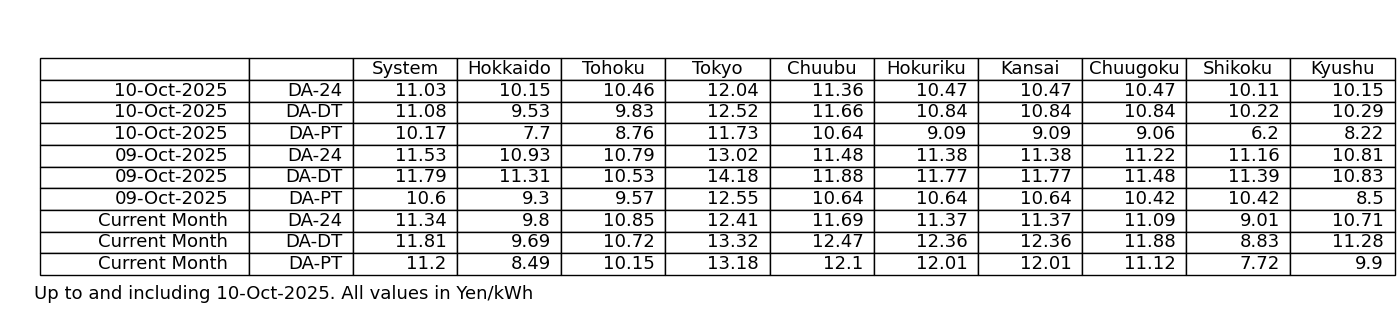 System Hokkaido Tohoku Tokyo Chuubu Hokuriku Kansai Chuugoku Shikoku Kyushu
10-Oct-2025 DA-24 11.03 10.15 10.46 12.04 11.36 10.47 10.47 10.47 10.11 10.15
10-Oct-2025 DA-DT 11.08 9.53 9.83 12.52 11.66 10.84 10.84 10.84 10.22 10.29
10-Oct-2025 DA-PT 10.17 7.7 8.76 11.73 10.64 9.09 9.09 9.06 6.2 8.22
09-Oct-2025 DA-24 11.53 10.93 10.79 13.02 11.48 11.38 11.38 11.22 11.16 10.81
09-Oct-2025 DA-DT 11.79 11.31 10.53 14.18 11.88 11.77 11.77 11.48 11.39 10.83
09-Oct-2025 DA-PT 10.6 9.3 9.57 12.55 10.64 10.64 10.64 10.42 10.42 8.5
Current Month DA-24 11.34 9.8 10.85 12.41 11.69 11.37 11.37 11.09 9.01 10.71
Current Month DA-DT 11.81 9.69 10.72 13.32 12.47 12.36 12.36 11.88 8.83 11.28
Current Month DA-PT 11.2 8.49 10.15 13.18 12.1 12.01 12.01 11.12 7.72 9.9
Up to and including 10-Oct-2025. All values in Yen/kWh